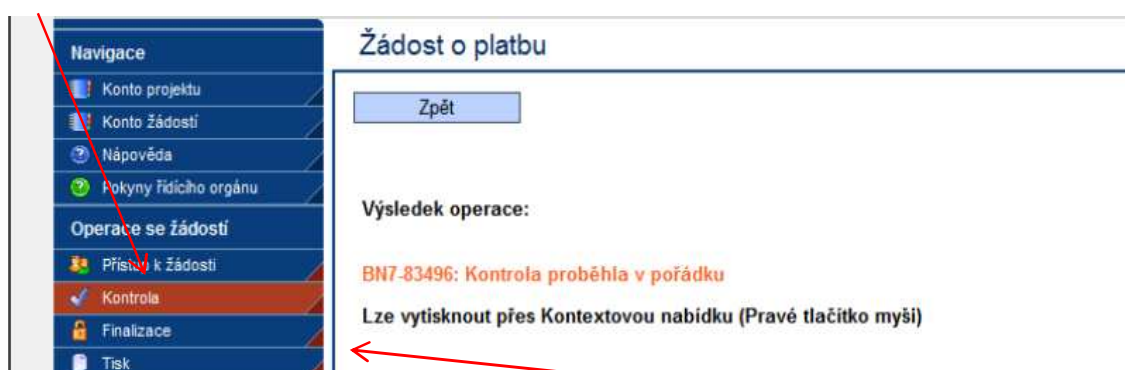 Navigace
Konto projektu
Konto žádostí
Nápověda
Pokyny řídícího orgánu
Operace se žádostí
Přístup k žádosti
Kontrola
Finalizace
Tisk
Žádost o platbu
Zpět
Výsledek operace:
BN7-83496: Kontrola proběhla v pořádku
Lze vytisknout přes Kontextovou nabídku (Pravé tlačítko myši)